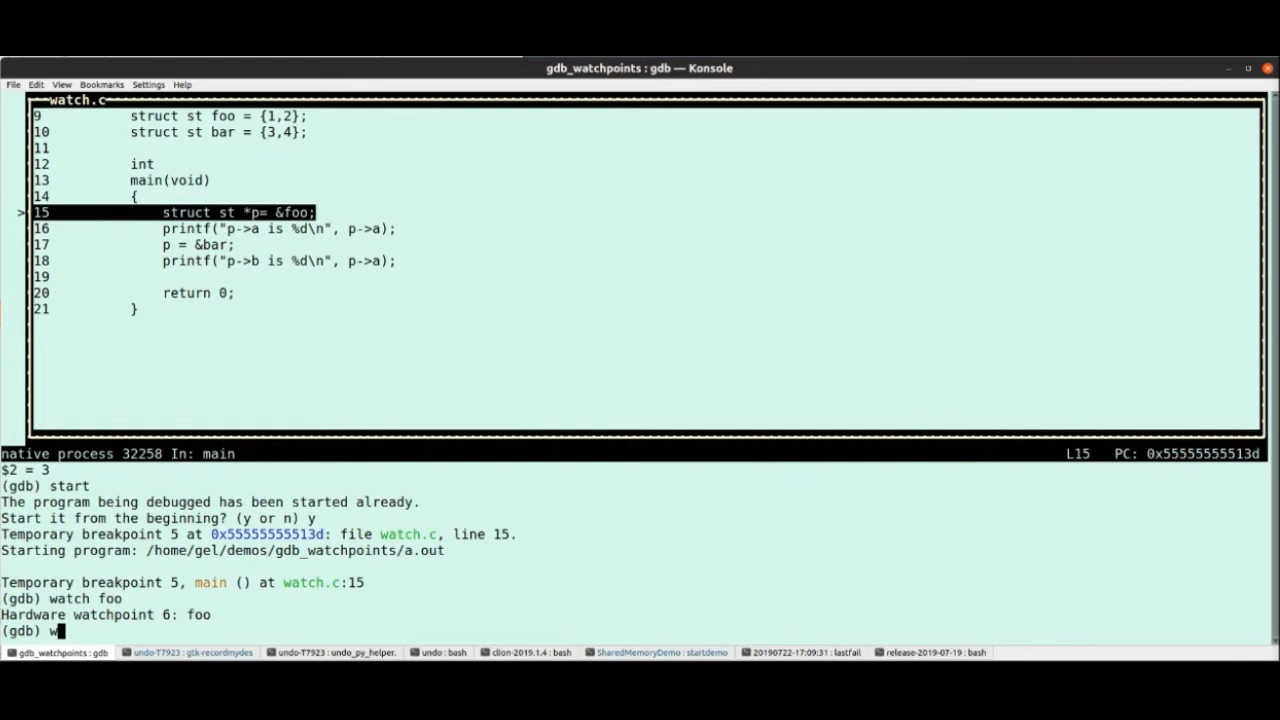 gdb_watchpoints : gdb — Konsole
File Edit View Bookmarks Settings Help
watch.c
9 struct st foo = {1,2};
10 struct st bar = {3,4};
11
12 int
13 main(void)
14 {
>15 struct st *p= &foo;
16 printf("p->a is %d\n", p->a);
17 p = &bar;
18 printf("p->b is %d\n", p->a);
19
20 return 0;
21 }
native process 32258 In: main L15 PC: 0x55555555513d
$2 = 3
(gdb) start
The program being debugged has been started already.
Start it from the beginning? (y or n) y
Temporary breakpoint 5 at 0x55555555513d: file watch.c, line 15.
Starting program: /home/gel/demos/gdb_watchpoints/a.out
Temporary breakpoint 5, main () at watch.c:15
(gdb) watch foo
Hardware watchpoint 6: foo
(gdb) w
gdb_watchpoints : gdb undo-T7923 : gtk-recordmydes undo-T7923 : undo_py_helper. undo : bash clion-2019.1.4 : bash SharedMemoryDemo : startdemo 20190722-17:09:31 : lastfail release-2019-07-19 : bash